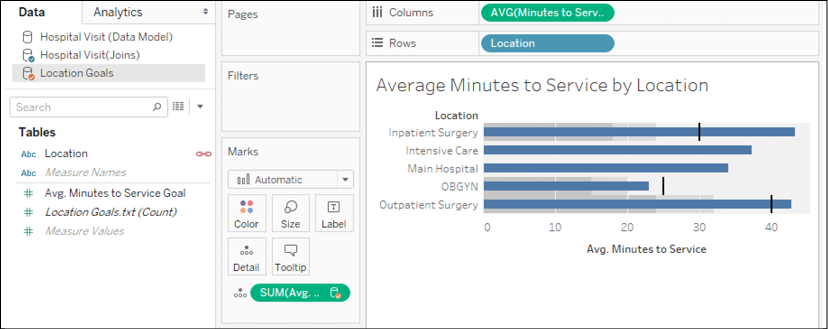 Data
Analytics
Hospital Visit (Data Model)
Hospital Visit(Joins)
Location Goals
Search
Tables
Abc Location
Abc Measure Names
Avg. Minutes to Service Goal
Location Goals.txt (Count)
Measure Values
Pages
Filters
Marks
Automatic
Color Size Label
Detail Tooltip
SUM(Avg. ..
Columns AVG(Minutes to Serv..
Rows Location
Average Minutes to Service by Location
Location
Inpatient Surgery
Intensive Care
Main Hospital
OBGYN
Outpatient Surgery
0 10 20 30 40
Avg. Minutes to Service